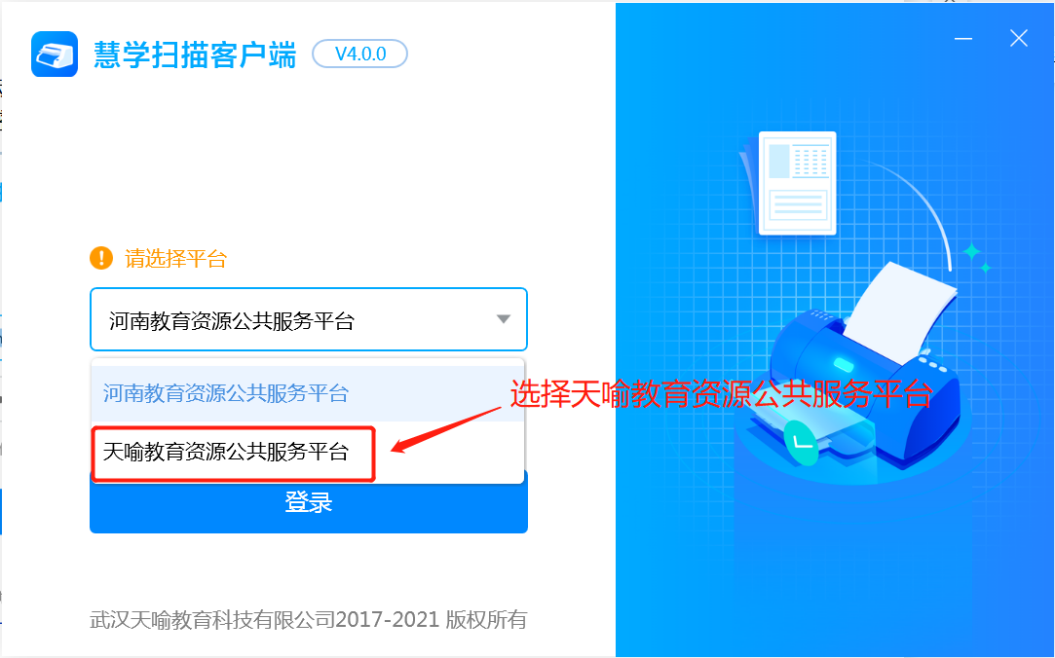 慧学扫描客户端 V4.0.0
请选择平台
河南教育资源公共服务平台
河南教育资源公共服务平台
选择天喻教育资源公共服务平台
天喻教育资源公共服务平台
登录
武汉天喻教育科技有限公司2017-2021 版权所有